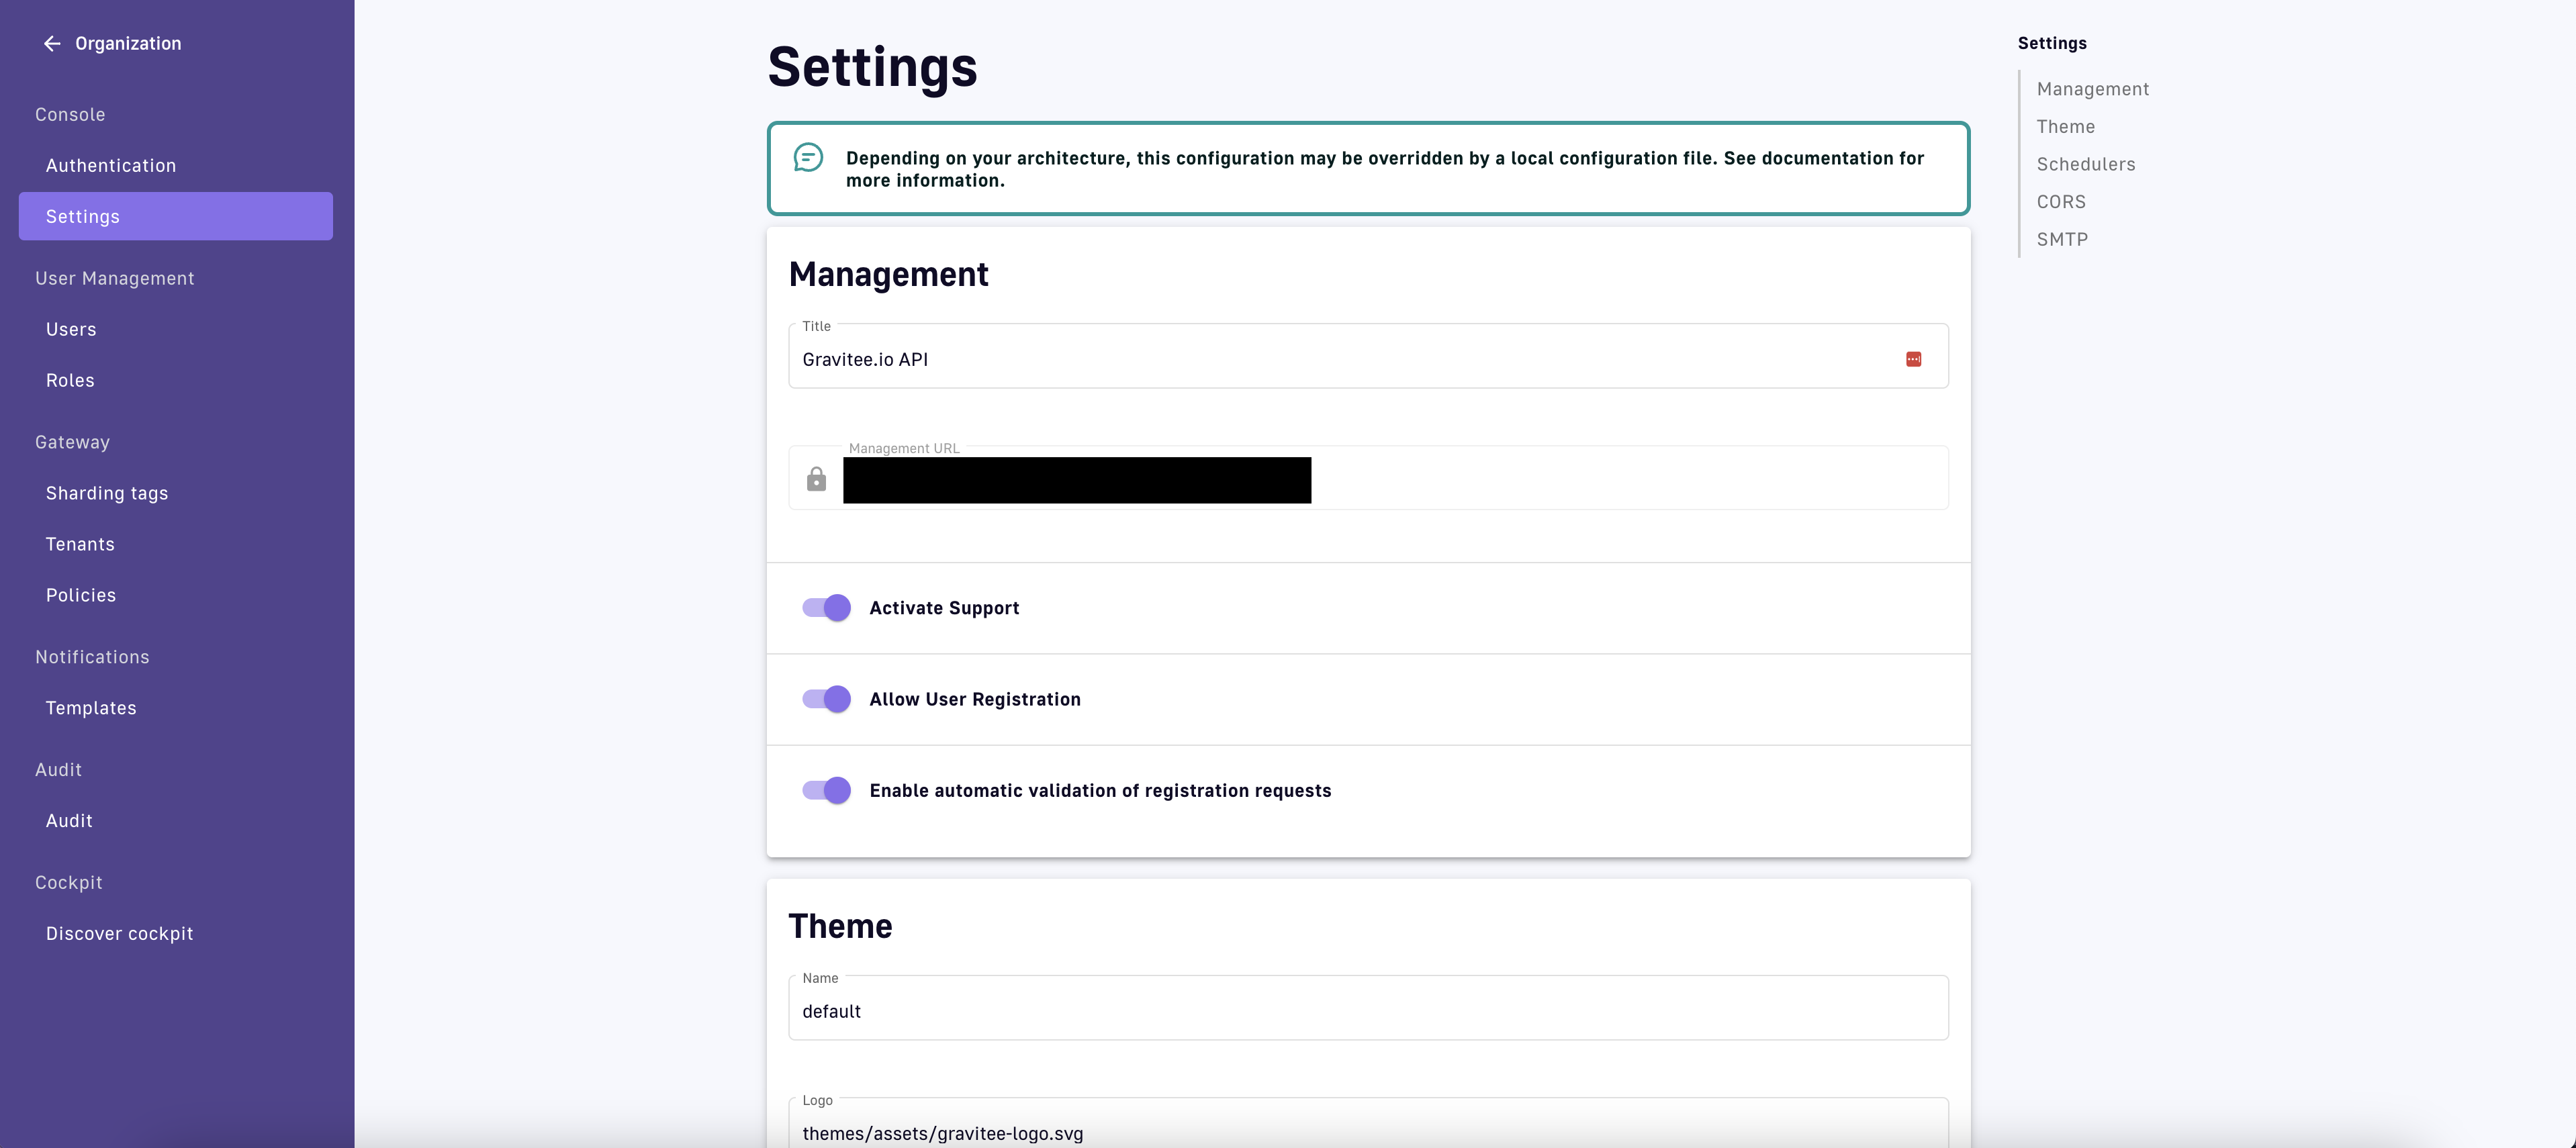 Organization
Console
Authentication
Settings
User Management
Users
Roles
Gateway
Sharding tags
Tenants
Policies
Notifications
Templates
Audit
Audit
Cockpit
Discover cockpit
Settings
Depending on your architecture, this configuration may be overridden by a local configuration file. See documentation for
more information.
Management
Title
Gravitee.io API
Management URL
Activate Support
Allow User Registration
Enable automatic validation of registration requests
Theme
Name
default
Logo
themes/assets/gravitee-logo.svg
Settings
Management
Theme
Schedulers
CORS
SMTP